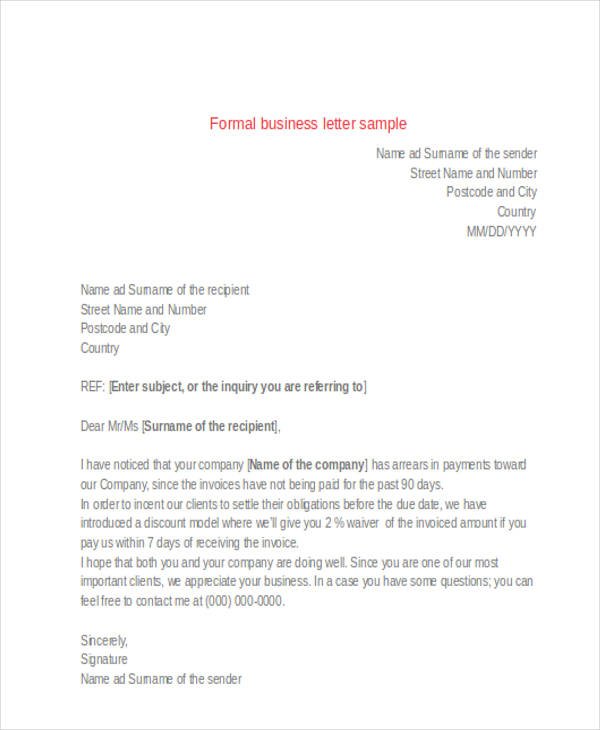 Formal business letter sample
Name ad Surname of the sender
Street Name and Number
Postcode and City
Country
MM/DD/YYYY
Name ad Surname of the recipient
Street Name and Number
Postcode and City
Country
REF: [Enter subject, or the inquiry you are referring to]
Dear Mr/Ms [Surname of the recipient],
I have noticed that your company [Name of the company] has arrears in payments toward
our Company, since the invoices have not being paid for the past 90 days.
In order to incent our clients to settle their obligations before the due date, we have
introduced a discount model where we'll give you 2 % waiver of the invoiced amount if you
pay us within 7 days of receiving the invoice.
I hope that both you and your company are doing well. Since you are one of our most
important clients, we appreciate your business. In a case you have some questions; you can
feel free to contact me at (000) 000-0000.
Sincerely,
Signature
Name ad Surname of the sender